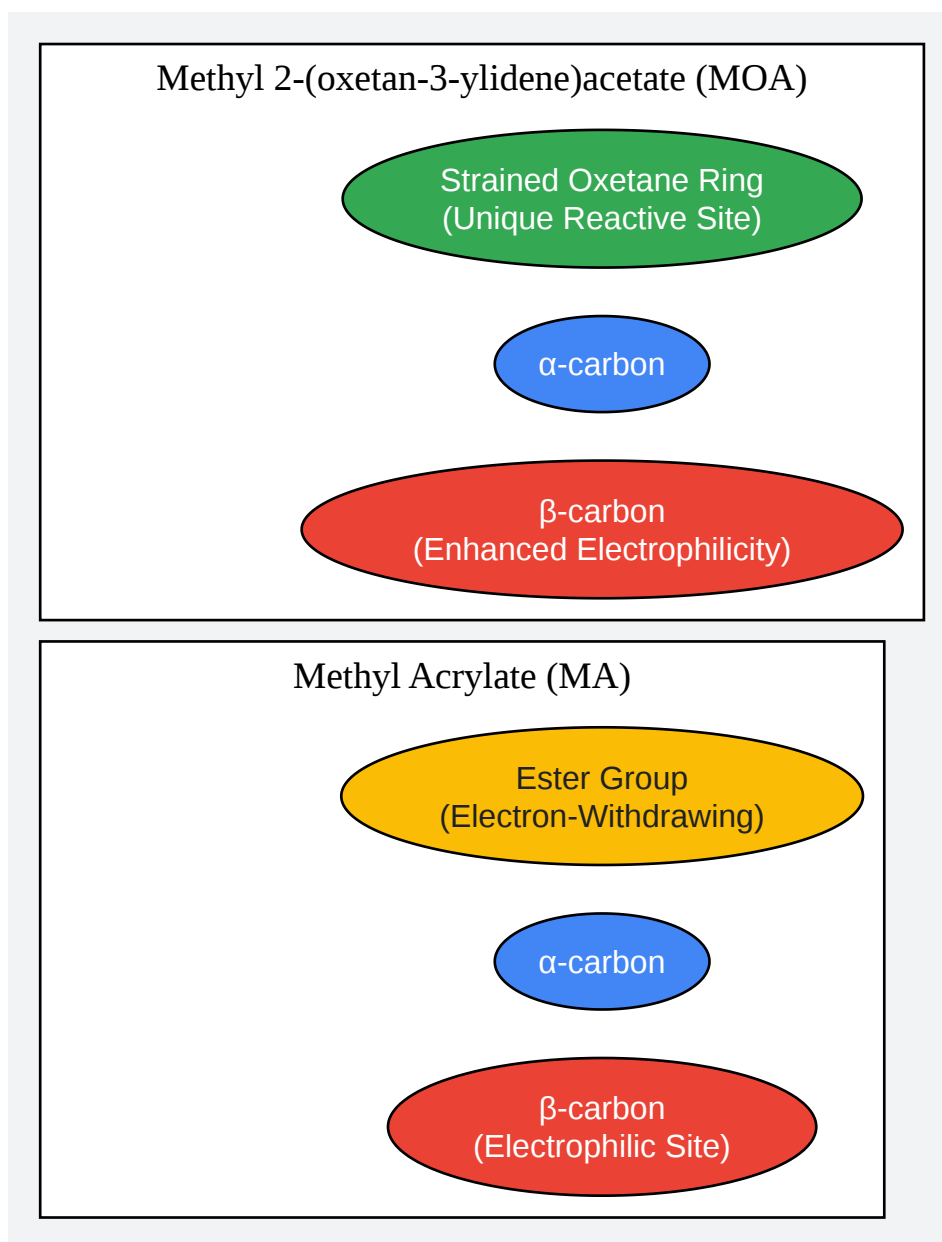 Methyl 2-(oxetan-3-ylidene)acetate (MOA)
Strained Oxetane Ring
(Unique Reactive Site)
α-carbon
β-carbon
(Enhanced Electrophilicity)
Methyl Acrylate (MA)
Ester Group
(Electron-Withdrawing)
α-carbon
β-carbon
(Electrophilic Site)